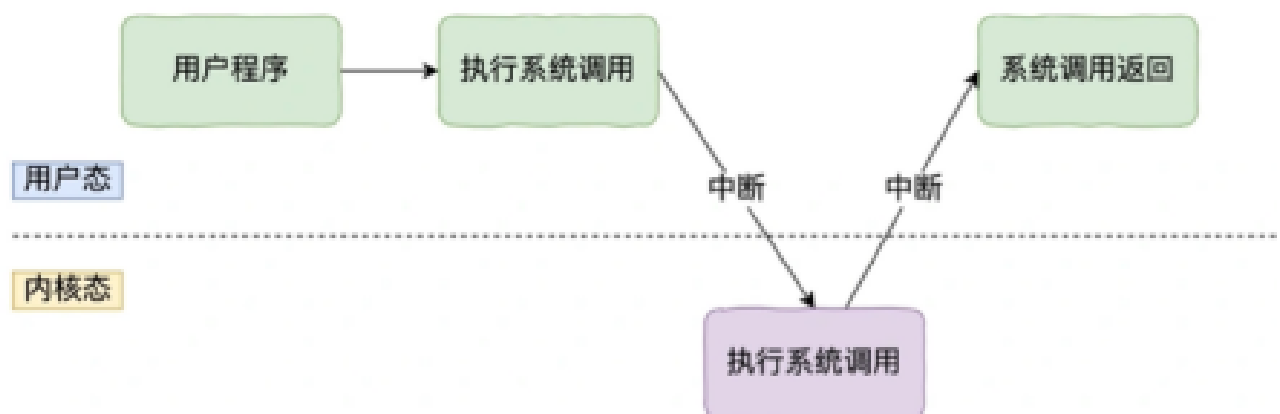 用户程序
执行系统调用
系统调用返回
用户态
中断
中断
内核态
执行系统调用